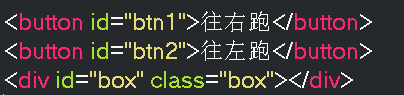 <button id="btn1">往右跑</button>
<button id="btn2">往左跑</button>
<div id="box" class="box"></div>